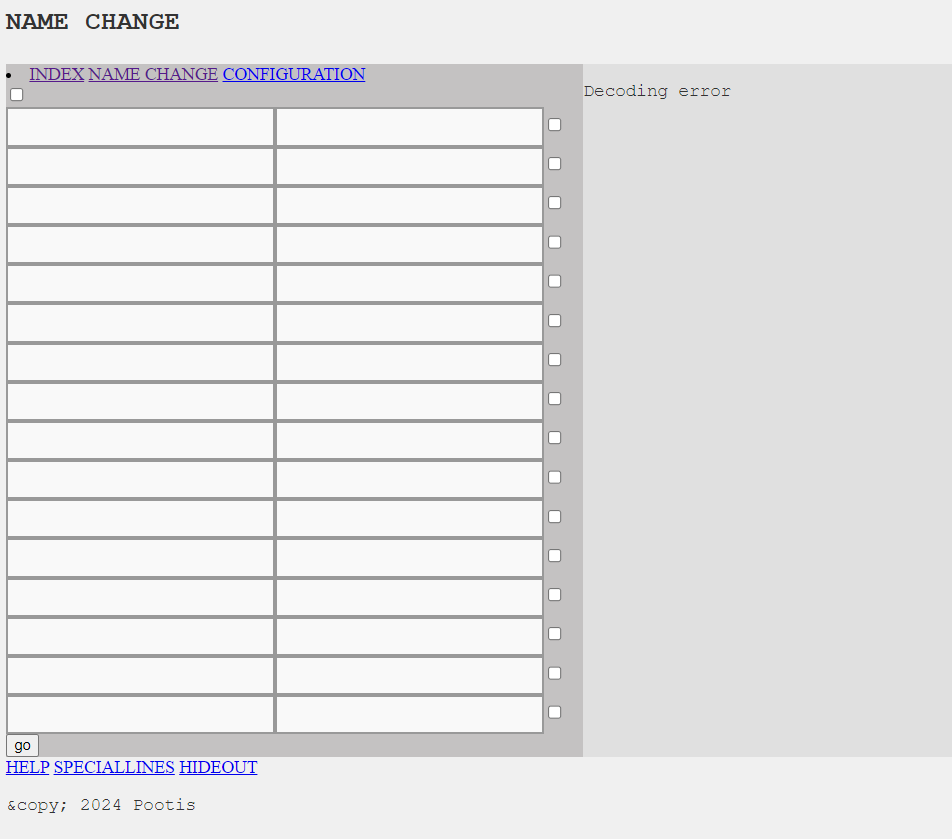 NAME CHANGE
INDEX NAME CHANGE CONFIGURATION
Decoding error
go
HELP SPECIALLINES HIDEOUT
&copy; 2024 Pootis